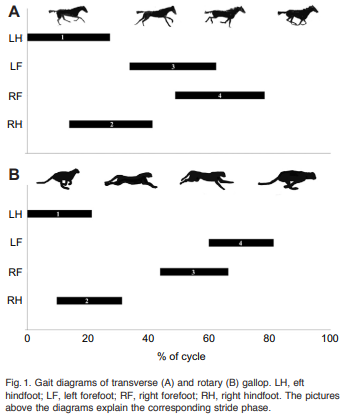 A
LH
1
LF
3
RF
4
RH
2
B
LH
1
LF
4
RF
3
RH
2
0
20
40
60
80
100
% of cycle
Fig. 1. Gait diagrams of transverse (A) and rotary (B) gallop. LH, eft
hindfoot; LF, left forefoot; RF, right forefoot; RH, right hindfoot. The pictures
above the diagrams explain the corresponding stride phase.